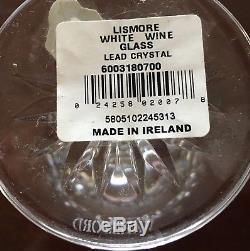 LISMORE
WHITE WINE
GLASS
LEAD CRYSTAL
6003180700
0 24258 02007 8
5805102245313
MADE IN IRELAND